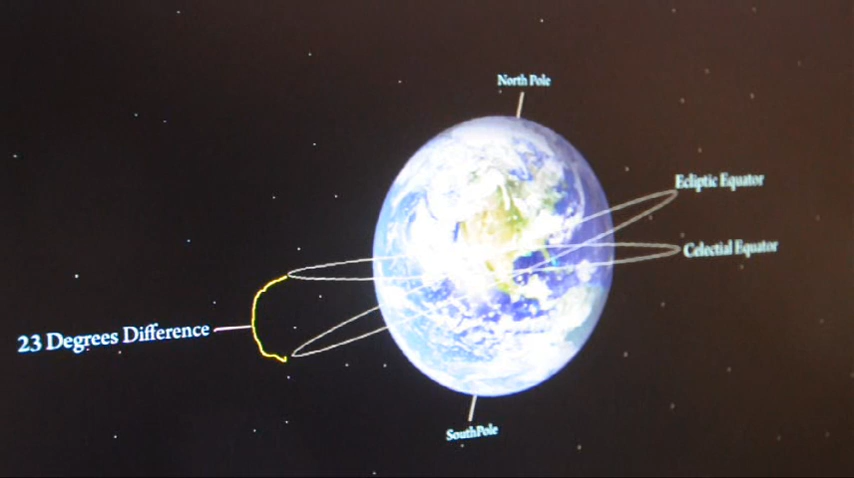 North Pole
Ecliptic Equator
Celectial Equator
23 Degrees Difference
SouthPole